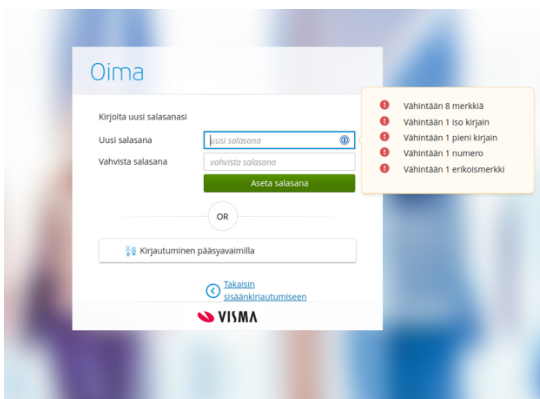 Oima
Kirjoita uusi salasanasi
Uusi salasana
uusi salasana
Vahvista salasana
vahvista salasana
Aseta salasana
OR
Kirjautuminen pääsyavaimilla
Takaisin
sisäänkirjautumiseen
VISMA
Vähintään 8 merkkiä
Vähintään 1 iso kirjain
Vähintään 1 pieni kirjain
Vähintään 1 numero
Vähintään 1 erikoismerkki